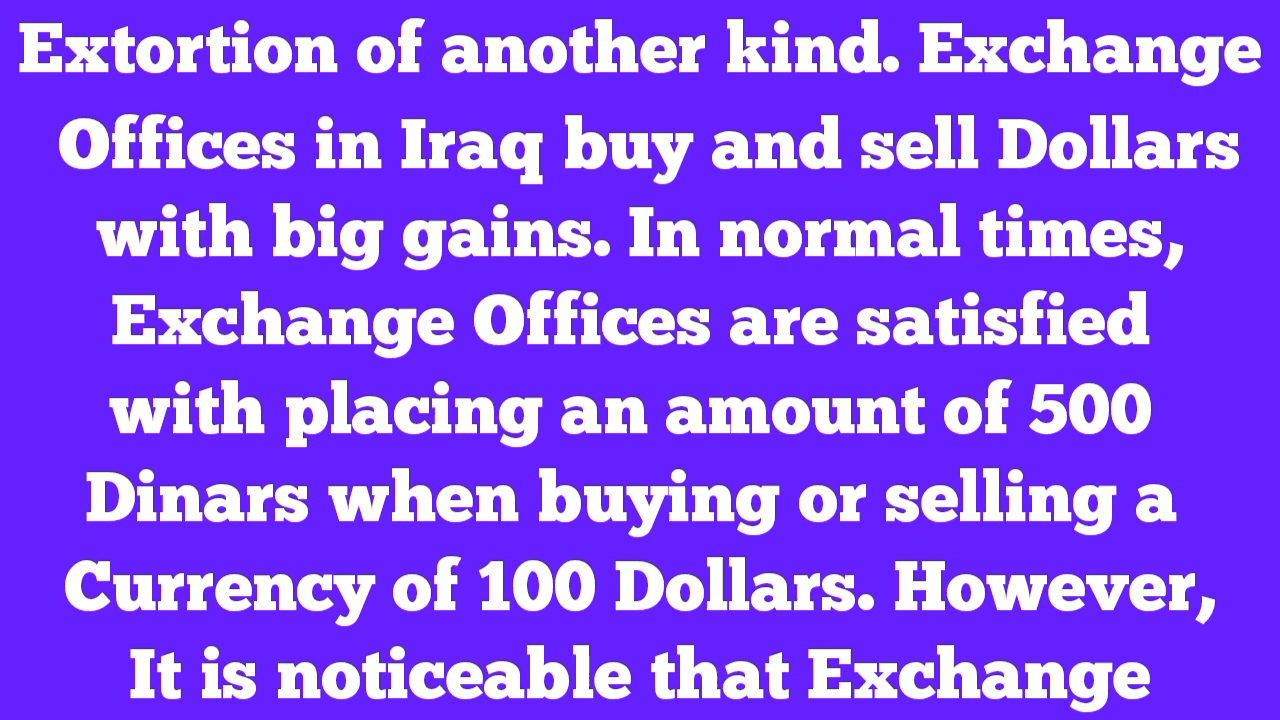 Extortion of another kind. Exchange
Offices in Iraq buy and sell Dollars
with big gains. In normal times,
Exchange Offices are satisfied
with placing an amount of 500
Dinars when buying or selling a
Currency of 100 Dollars. However,
It is noticeable that Exchange